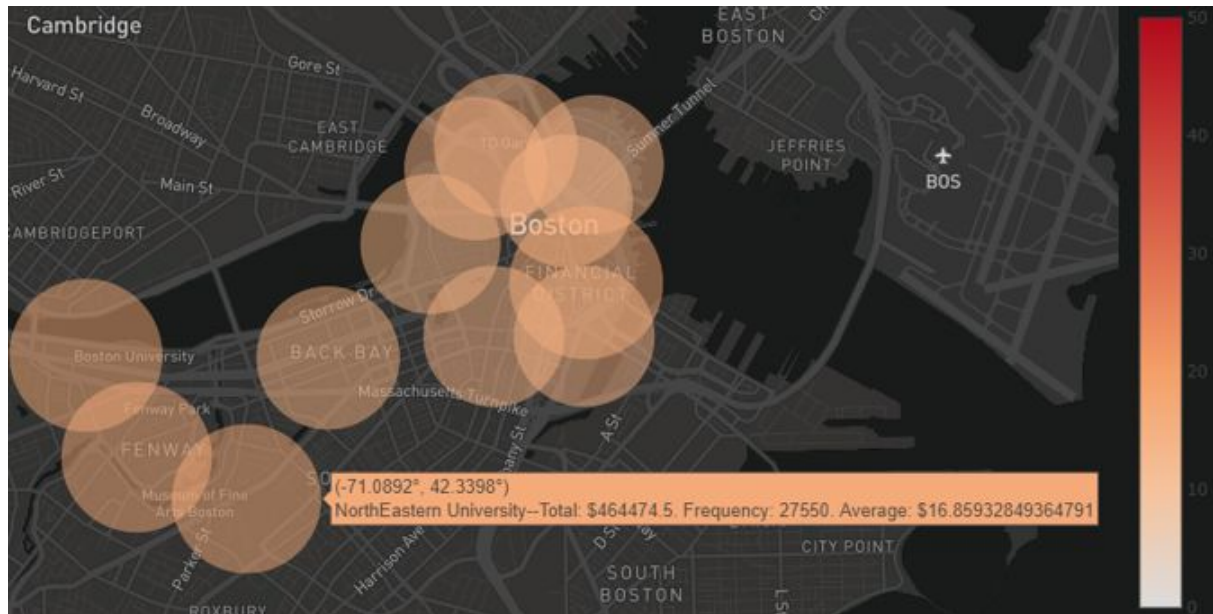 Cambridge
EAST
BOSTON
50
Gore St
Harvard St
Broadway
EAST
CAMBRIDGE
TD Garden
Sumner Tunnel
JEFFRIES
POINT
40
BOS
River St
Main St
Boston
CAMBRIDGEPORT
30
FINANCIAL
DISTRICT
Storrow Dr
Boston University
BACK BAY
20
Massachusetts Turnpike
Fenway Park
A St
FENWAY
Museum of Fine
Arts Boston
(-71.0892°, 42.3398°)
NorthEastern University--Total: $464474.5. Frequency: 27550. Average: $16.85932849364791
10
Parker St
Harrison Ave
CITY POINT
SOUTH
BOSTON
ROXBURY
0